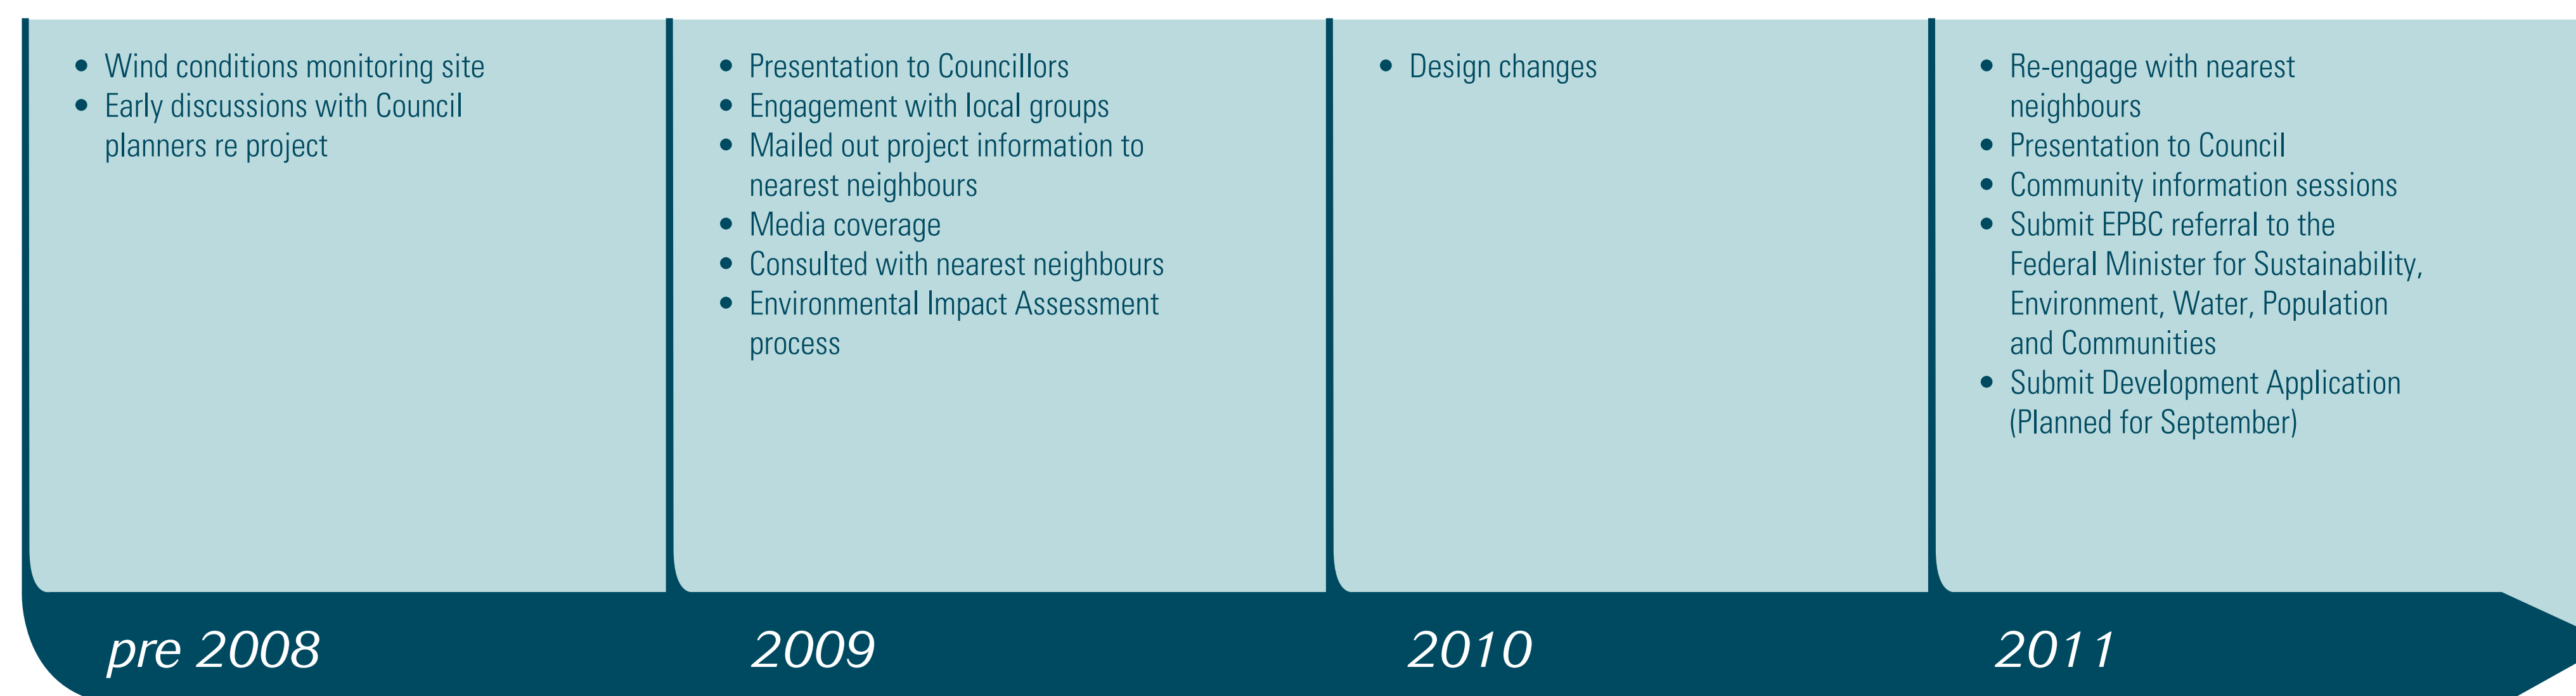 • Wind conditions monitoring site
• Early discussions with Council
planners re project
• Presentation to Councillors
• Engagement with local groups
• Mailed out project information to
nearest neighbours
• Media coverage
• Consulted with nearest neighbours
• Environmental Impact Assessment
process
• Design changes
• Re-engage with nearest
neighbours
• Presentation to Council
• Community information sessions
• Submit EPBC referral to the
Federal Minister for Sustainability,
Environment, Water, Population
and Communities
• Submit Development Application
(Planned for September)
pre 2008
2009
2010
2011